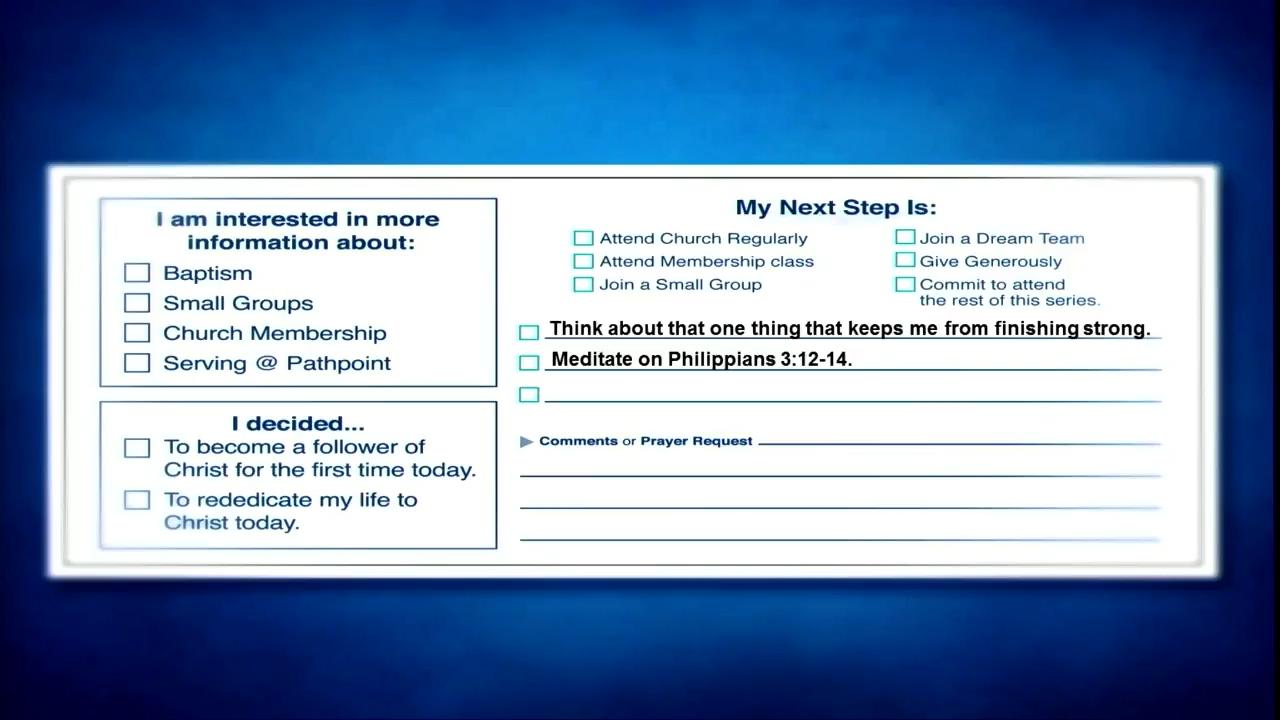 I am interested in more
information about:
Baptism
Small Groups
Church Membership
Serving @ Pathpoint
I decided...
To become a follower of
Christ for the first time today.
To rededicate my life to
Christ today.
My Next Step Is:
Attend Church Regularly
Attend Membership class
Join a Small Group
Join a Dream Team
Give Generously
Commit to attend
the rest of this series.
Think about that one thing that keeps me from finishing strong.
Meditate on Philippians 3:12-14.
Comments or Prayer Request